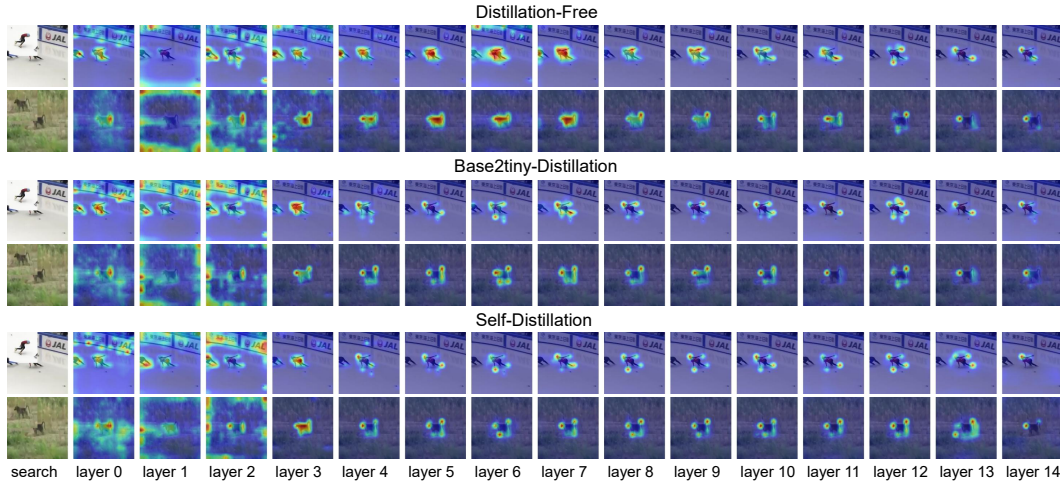 Distillation-Free
Base2tiny-Distillation
Self-Distillation
search layer 0 layer 1 layer 2 layer 3 layer 4 layer 5 layer 6 layer 7 layer 8 layer 9 layer 10 layer 11 layer 12 layer 13 layer 14